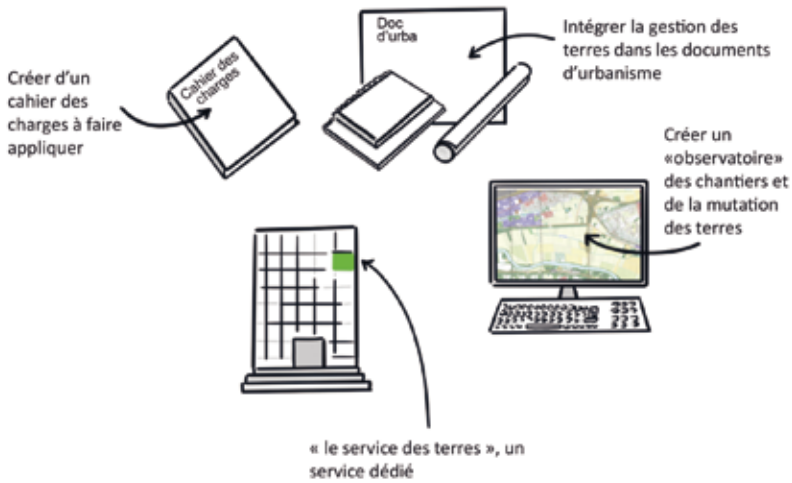 Doc
d'urba
Intégrer la gestion des
terres dans les documents
d'urbanisme
Cahier des
charges
Créer d'un
cahier des
charges à faire
appliquer
Créer un
«observatoire»
des chantiers et
de la mutation
des terres
« le service des terres », un
service dédié